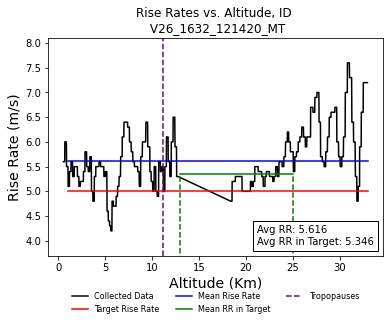 Rise Rates vs. Altitude, ID
V26_1632_121420_MT
Rise Rate (m/s)
8.0
7.5
7.0
6.5
6.0
5.5
5.0
4.5
4.0
Avg RR: 5.616
Avg RR in Target: 5.346
0 5 10 15 20 25 30
Altitude (Km)
Collected Data Mean Rise Rate Tropopauses
Target Rise Rate Mean RR in Target